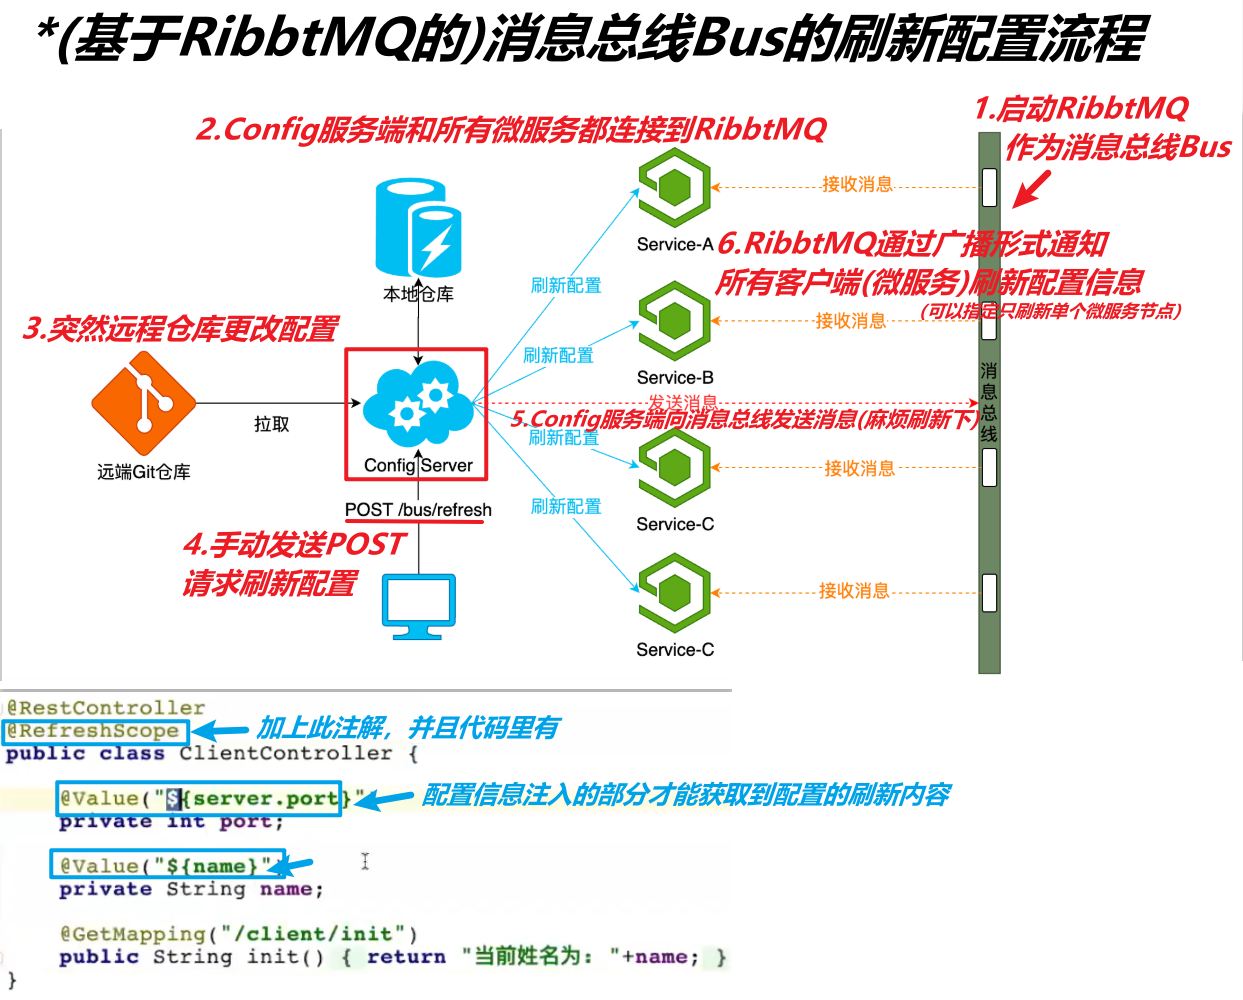 *(基于RibbtMQ的)消息总线Bus的刷新配置流程
1.启动RibbtMQ
作为消息总线Bus
2.Config服务端和所有微服务都连接到RibbtMQ
接收消息
Service-A
6.RibbtMQ通过广播形式通知
所有客户端(微服务)刷新配置信息
(可以指定只刷新单个微服务节点)
刷新配置
本地仓库
接收消息
3.突然远程仓库更改配置
刷新配置
Service-B
消息总线
发送消息
5.Config服务端向消息总线发送消息(麻烦刷新下)
拉取
刷新配置
Config Server
远端Git仓库
接收消息
POST /bus/refresh
刷新配置
Service-C
4.手动发送POST
请求刷新配置
接收消息
Service-C
@RestController
@RefreshScope
加上此注解，并且代码里有
public class ClientController {
@Value("${server.port}"
配置信息注入的部分才能获取到配置的刷新内容
private int port;
@Value("${name}"
private String name;
@GetMapping("/client/init")
public String init() { return "当前姓名为： "+name; }
}